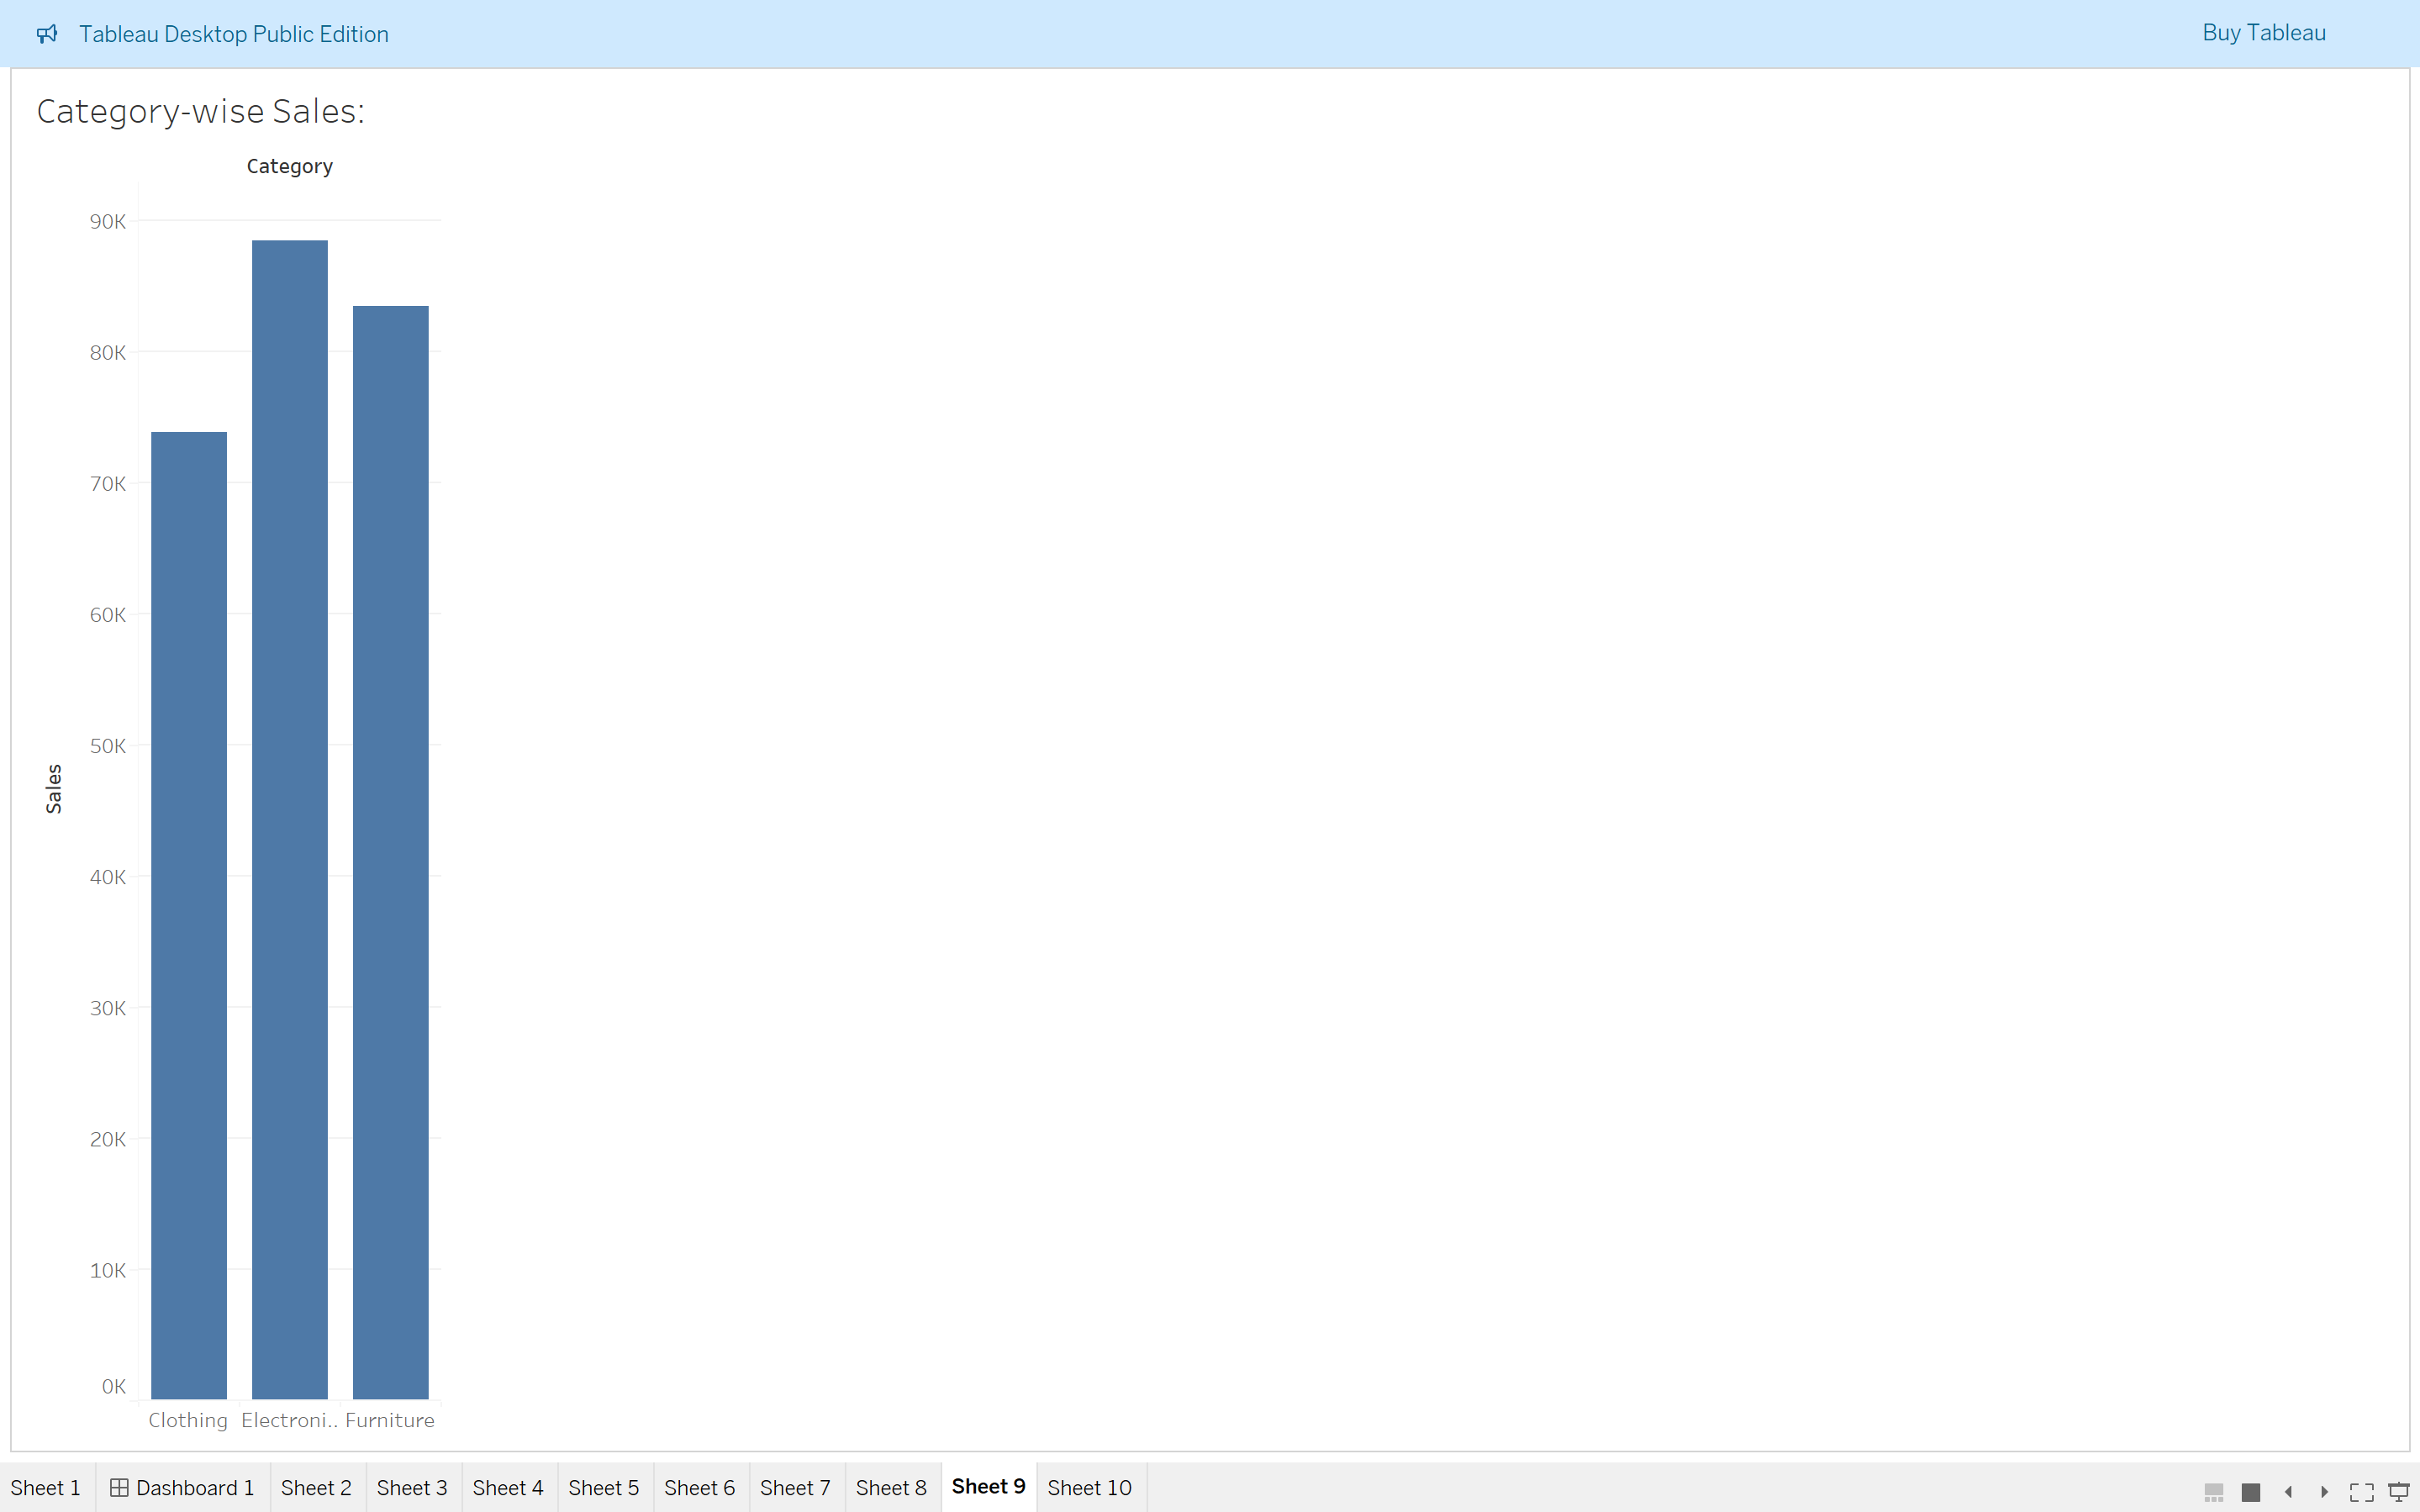 Tableau Desktop Public Edition
Buy Tableau
Category-wise Sales:
Category
90K
80K
70K
60K
50K
40K
30K
20K
10K
0K
Sales
Clothing Electroni.. Furniture
Sheet 1 Dashboard 1 Sheet 2 Sheet 3 Sheet 4 Sheet 5 Sheet 6 Sheet 7 Sheet 8 Sheet 9 Sheet 10